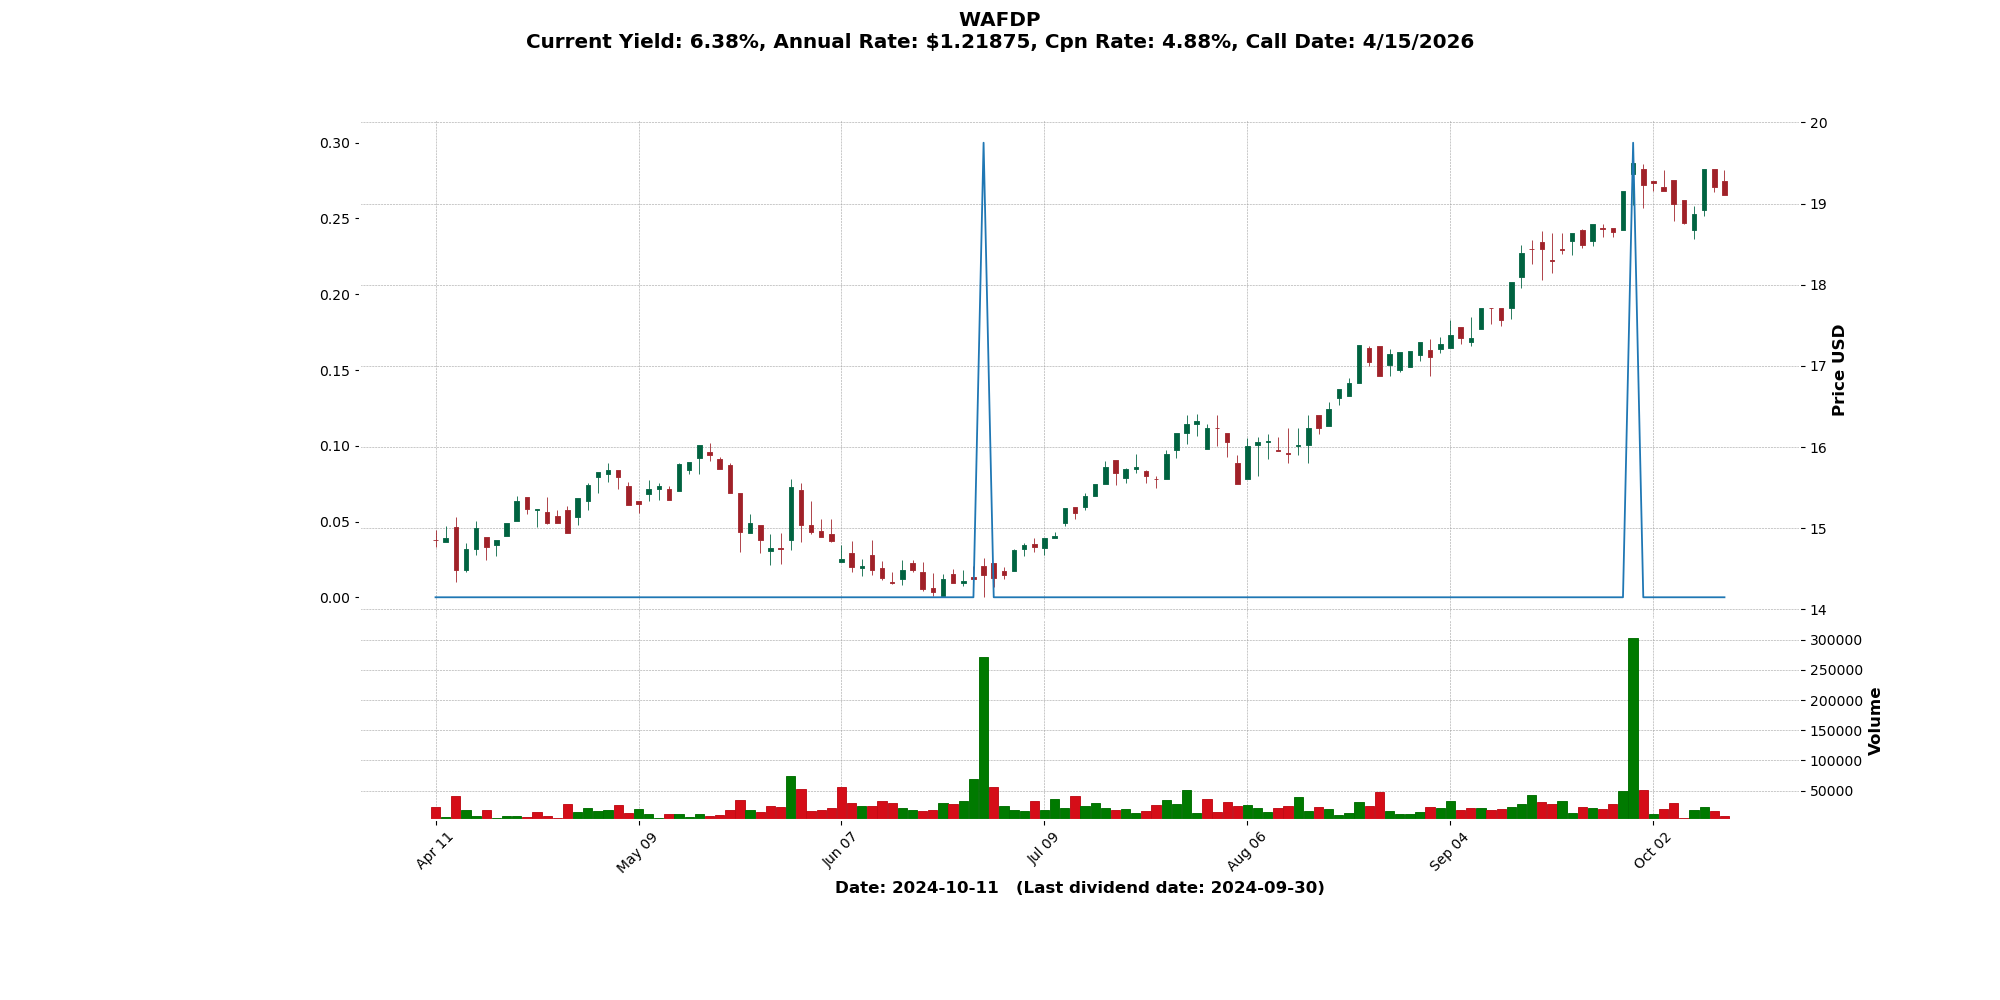 WAFDP
Current Yield: 6.38%, Annual Rate: $1.21875, Cpn Rate: 4.88%, Call Date: 4/15/2026
0.30
0.25
0.20
0.15
0.10
0.05
0.00
20
19
18
17
16
15
14
Price USD
300000
250000
200000
150000
100000
50000
Volume
Apr 11
May 09
Jun 07
Jul 09
Aug 06
Sep 04
Oct 02
Date: 2024-10-11 (Last dividend date: 2024-09-30)